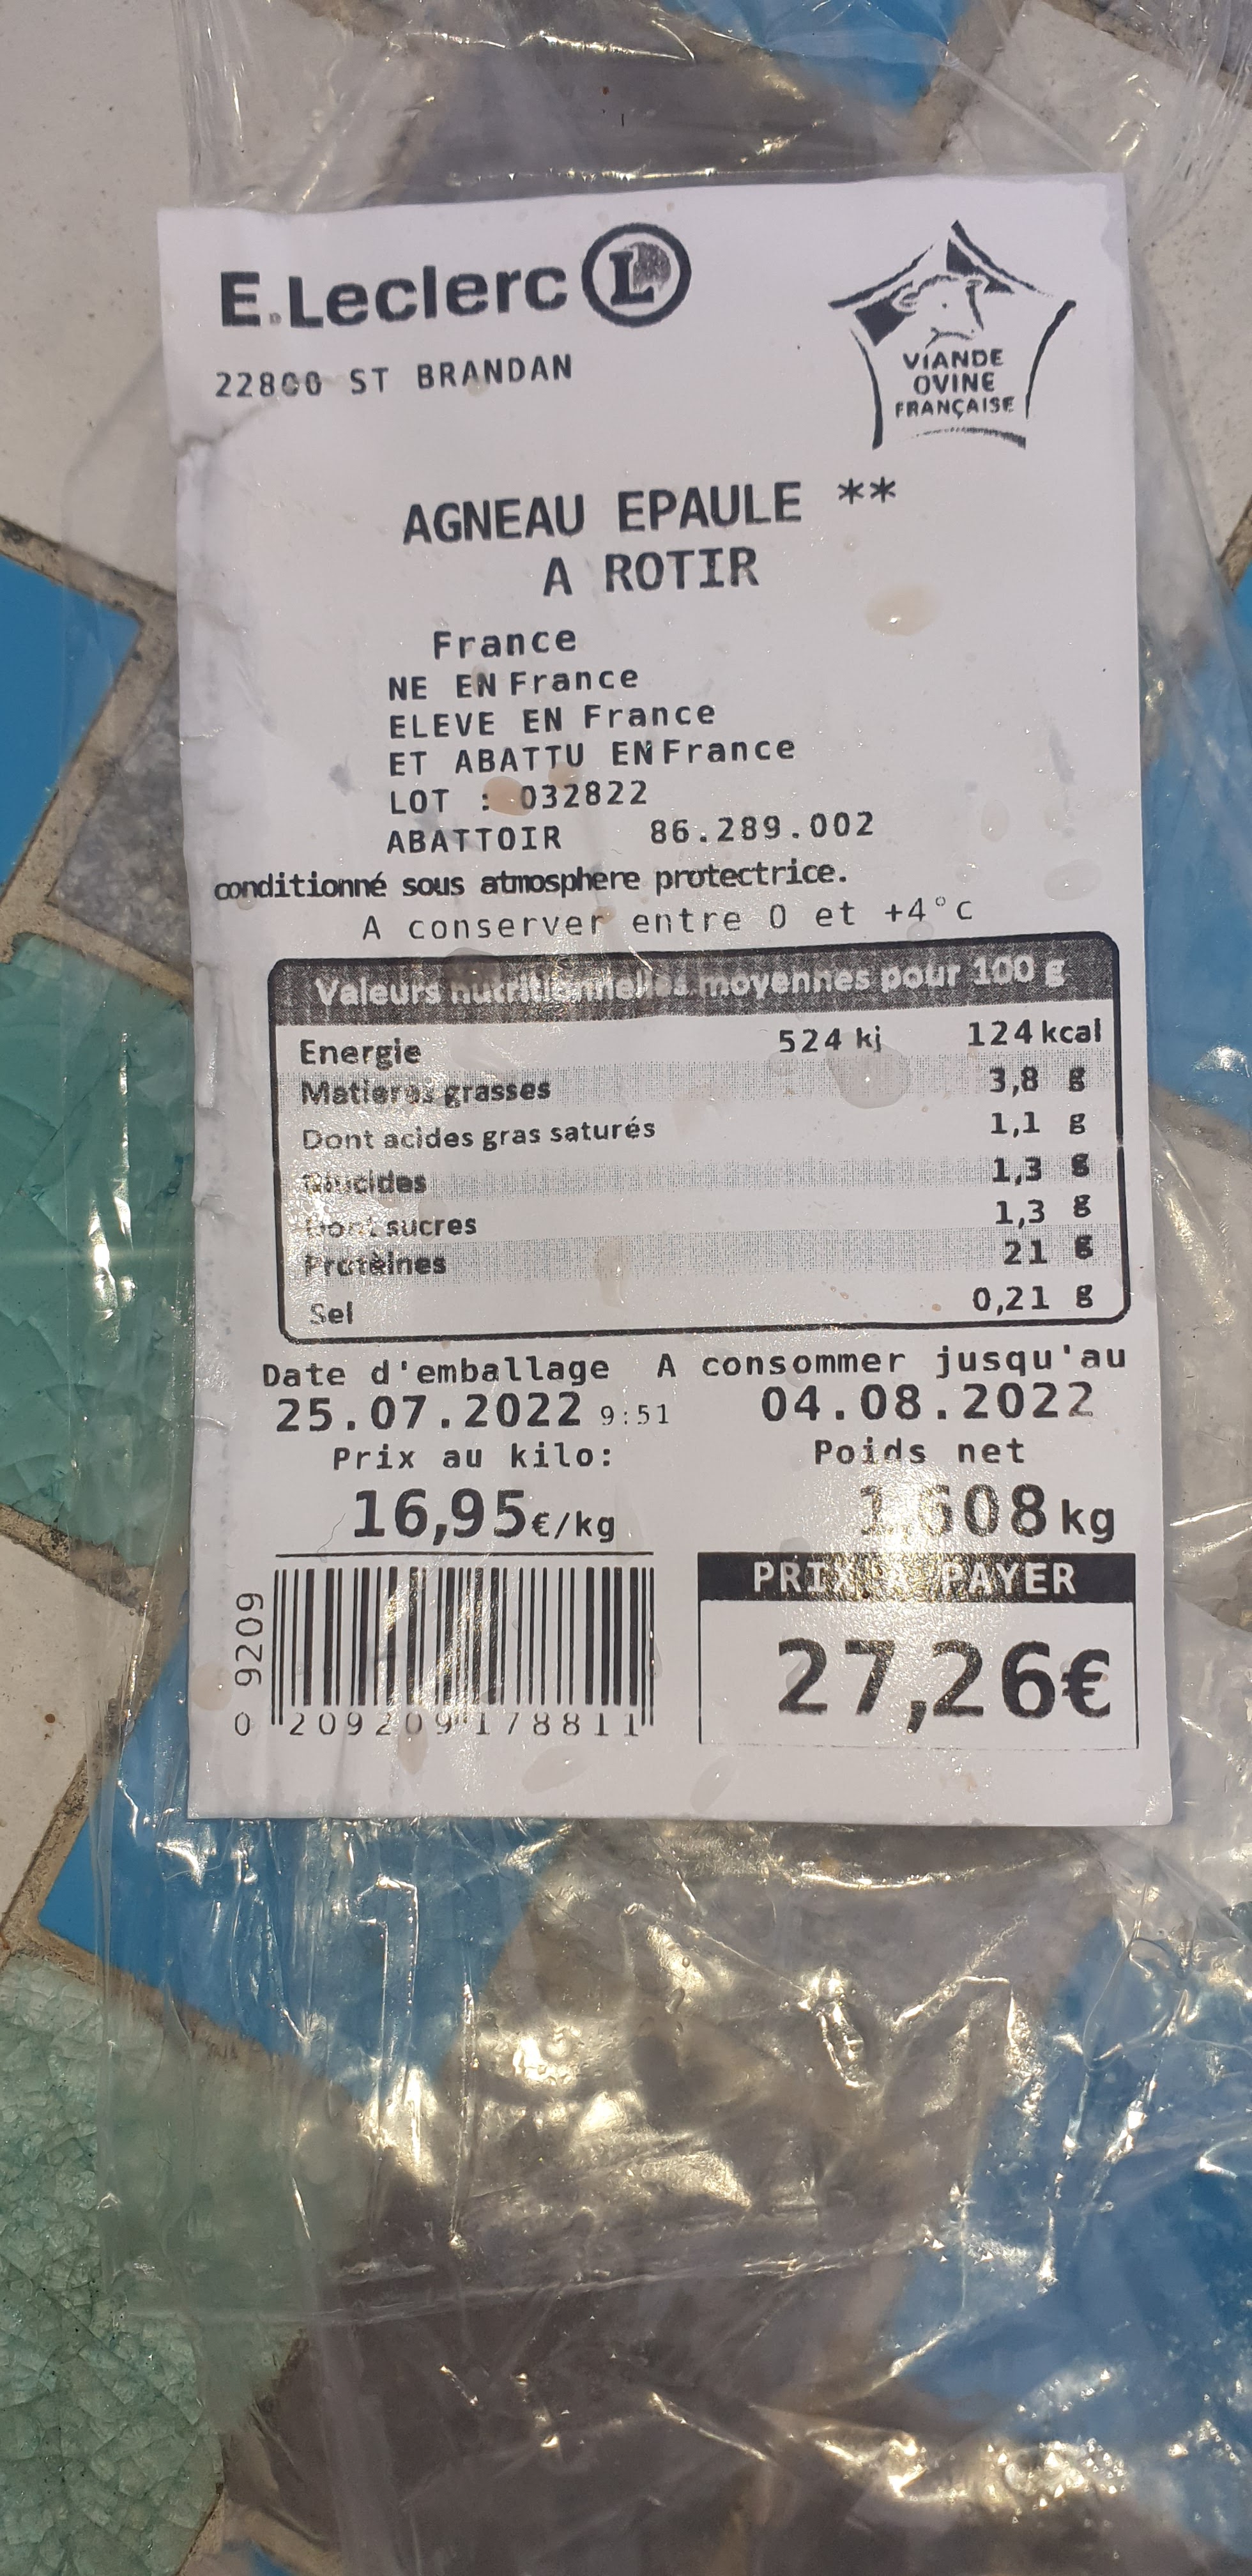 E.Leclerc L
22800 ST BRANDAN
VIANDE
OVINE
FRANÇAISE
AGNEAU EPAULE **
A ROTIR
France
NE EN France
ELEVE EN France
ET ABATTU EN France
LOT : 032822
ABATTOIR 86.289.002
conditionné sous atmosphere protectrice.
A conserver entre 0 et +4°c
Valeurs nutritionnelles moyennes pour 100 g
Energie 524 kj 124 kcal
Matieres grasses 3,8 g
Dont acides gras saturés 1,1 g
Glucides 1,3 g
Dont sucres 1,3 g
Protéines 21 g
Sel 0,21 g
Date d'emballage A consommer jusqu'au
25.07.2022 9:51 04.08.2022
Prix au kilo: Poids net
16,95€/kg 1,608kg
PRIX A PAYER
27,26€
0 9209
2 09209 178811